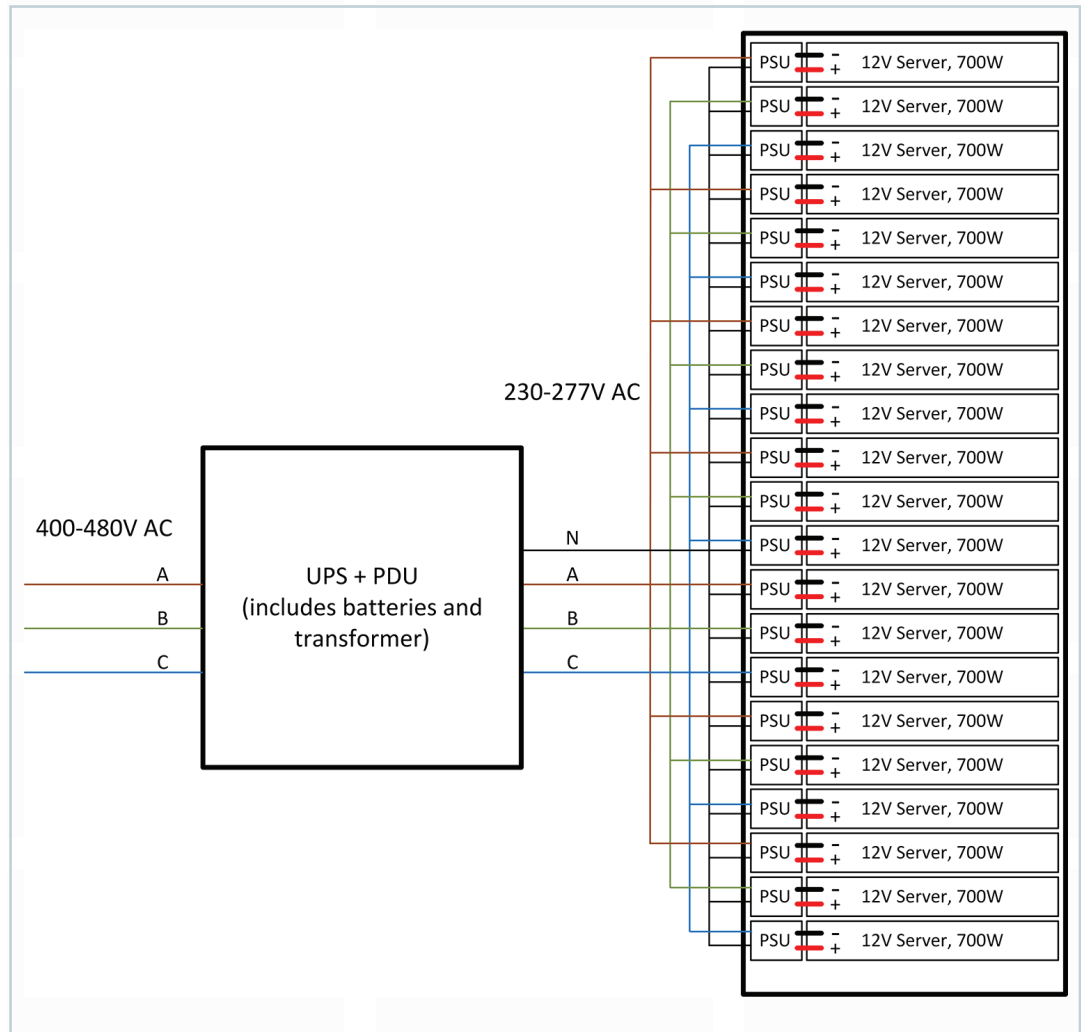 PSU - + 12V Server, 700W
PSU - + 12V Server, 700W
PSU - + 12V Server, 700W
PSU - + 12V Server, 700W
PSU - + 12V Server, 700W
PSU - + 12V Server, 700W
PSU - + 12V Server, 700W
PSU - + 12V Server, 700W
230-277V AC
PSU - + 12V Server, 700W
PSU - + 12V Server, 700W
PSU - + 12V Server, 700W
400-480V AC
N
PSU - + 12V Server, 700W
A
UPS + PDU
(includes batteries and
transformer)
A
PSU - + 12V Server, 700W
B
B
PSU - + 12V Server, 700W
C
C
PSU - + 12V Server, 700W
PSU - + 12V Server, 700W
PSU - + 12V Server, 700W
PSU - + 12V Server, 700W
PSU - + 12V Server, 700W
PSU - + 12V Server, 700W
PSU - + 12V Server, 700W